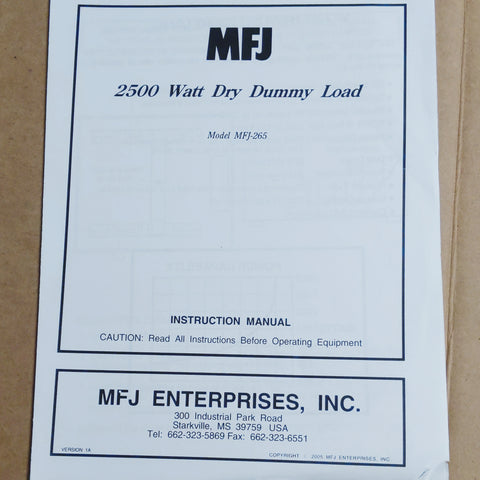 MFJ
2500 Watt Dry Dummy Load
Model MFJ-265
INSTRUCTION MANUAL
CAUTION: Read All Instructions Before Operating Equipment
MFJ ENTERPRISES, INC.
300 Industrial Park Road
Starkville, MS 39759 USA
Tel: 662-323-5869 Fax: 662-323-6551
VERSION 1A
COPYRIGHT © 2005 MFJ ENTERPRISES, INC